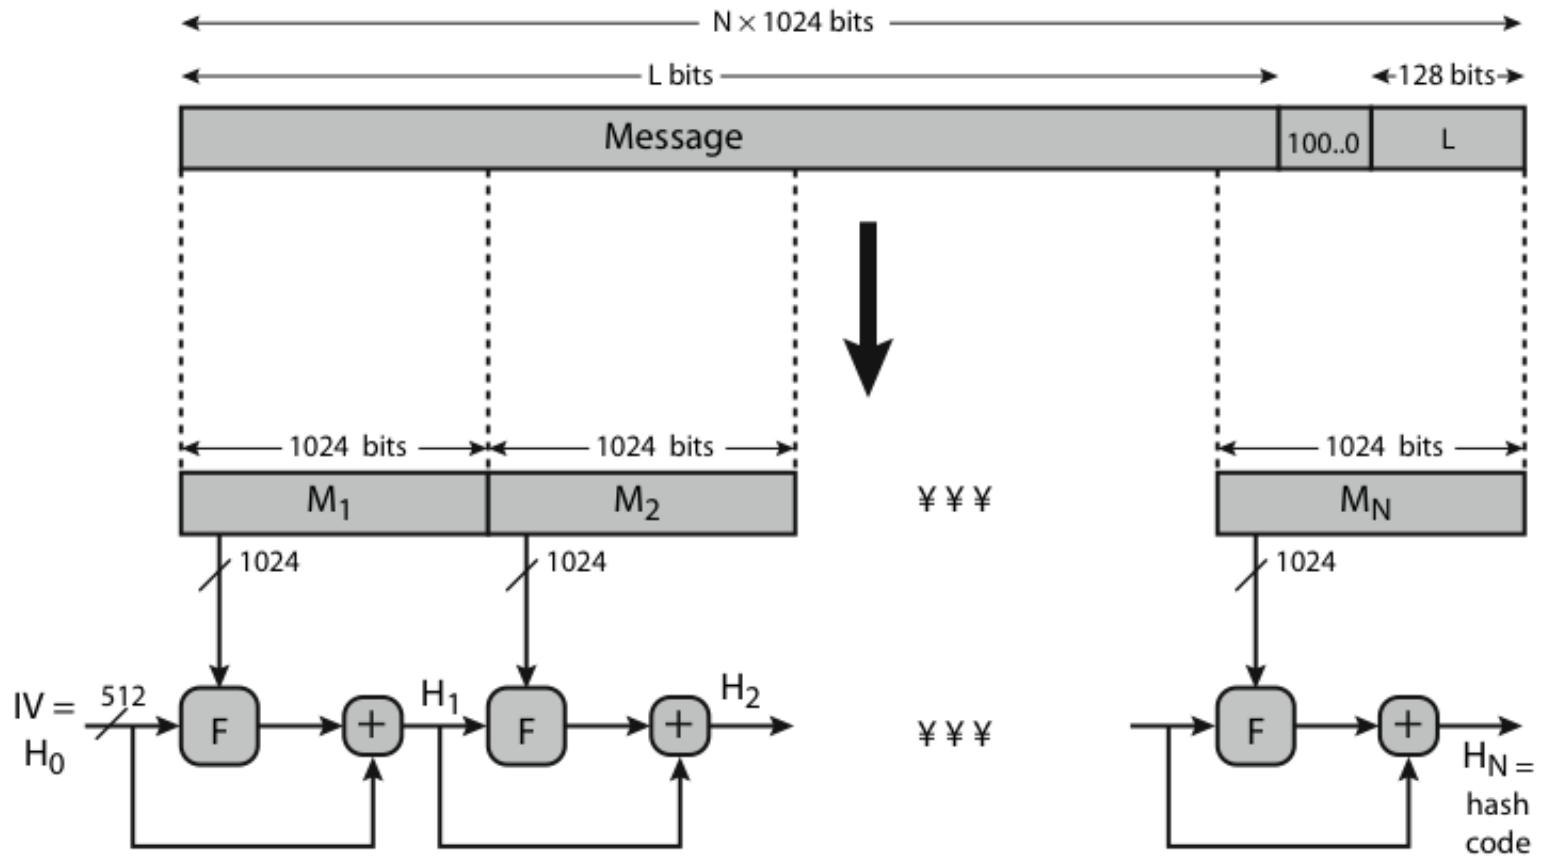 N × 1024 bits
L bits
128 bits
Message
100..0
L
1024 bits
1024 bits
1024 bits
M1
M2
¥ ¥ ¥
MN
1024
1024
1024
IV =
H0
512
F
+
H1
F
+
H2
¥ ¥ ¥
F
+
HN =
hash
code